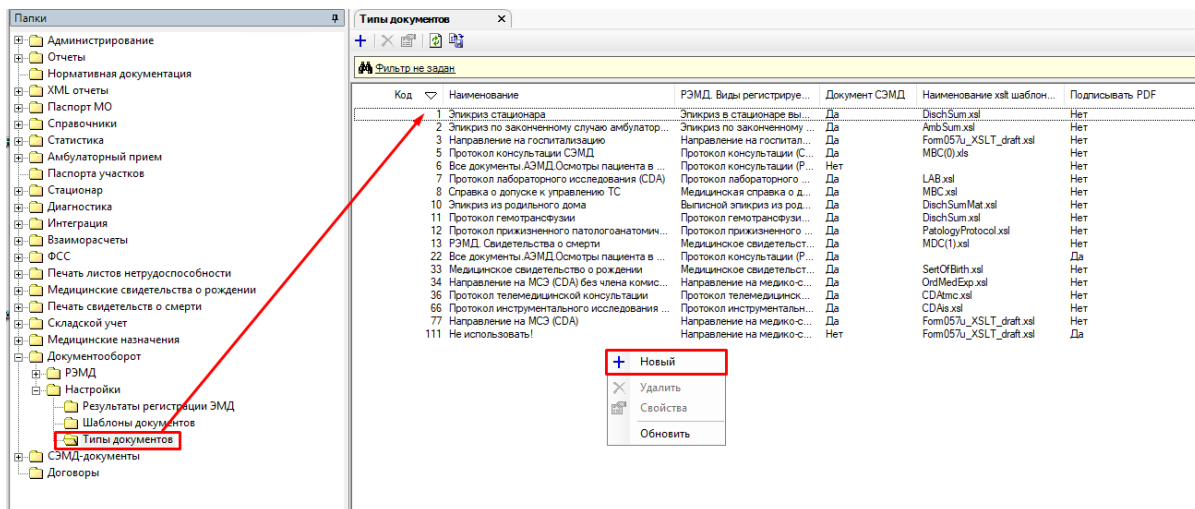 Папки
Администрирование
Отчеты
Нормативная документация
XML отчеты
Паспорт МО
Справочники
Статистика
Амбулаторный прием
Паспорта участков
Стационар
Диагностика
Интеграция
Взаиморасчеты
ФСС
Печать листов нетрудоспособности
Медицинские свидетельства о рождении
Печать свидетельств о смерти
Складской учет
Медицинские назначения
Документооборот
РЭМД
Настройки
Результаты регистрации ЭМД
Шаблоны документов
Типы документов
СЭМД-документы
Договоры
Типы документов
Фильтр не задан
Код Наименование РЭМД. Виды регистрируе... Документ СЭМД Наименование xslt шаблон... Подписывать PDF
1 Эпикриз стационара Эпикриз в стационаре вы... Да DischSum.xsl Нет
2 Эпикриз по законченному случаю амбулатор... Эпикриз по законченному ... Да AmbSum.xsl Нет
3 Направление на госпитализацию Направление на госпитал... Да Form057u_XSLT_draft.xsl Нет
5 Протокол консультации СЭМД Протокол консультации (С... Да MBC(0).xls Нет
6 Все документы.АЭМД.Осмотры пациента в ... Протокол консультации (Р... Нет Нет
7 Протокол лабораторного исследования (CDA) Протокол лабораторного ... Да LAB.xsl Нет
8 Справка о допуске к управлению ТС Медицинская справка о д... Да MBC.xsl Нет
10 Эпикриз из родильного дома Выписной эпикриз из род... Да DischSumMat.xsl Нет
11 Протокол гемотрансфузии Протокол гемотрансфузи... Да DischSum.xsl Нет
12 Протокол прижизненного патологоанатомич... Протокол прижизненного ... Да PatologyProtocol.xsl Нет
13 РЭМД. Свидетельства о смерти Медицинское свидетельст... Да MDC(1).xsl Нет
22 Все документы.АЭМД.Осмотры пациента в ... Протокол консультации (Р... Да Да
33 Медицинское свидетельство о рождении Медицинское свидетельст... Да SertOfBirth.xsl Нет
34 Направление на МСЭ (CDA) без члена комис... Направление на медико-с... Да OrdMedExp.xsl Нет
36 Протокол телемедицинской консультации Протокол телемедицинск... Да CDAtmc.xsl Нет
66 Протокол инструментального исследования ... Протокол инструментальн... Да CDAis.xsl Нет
77 Направление на МСЭ (CDA) Направление на медико-с... Да Form057u_XSLT_draft.xsl Нет
111 Не использовать! Направление на медико-с... Нет Form057u_XSLT_draft.xsl Да
Новый
Удалить
Свойства
Обновить